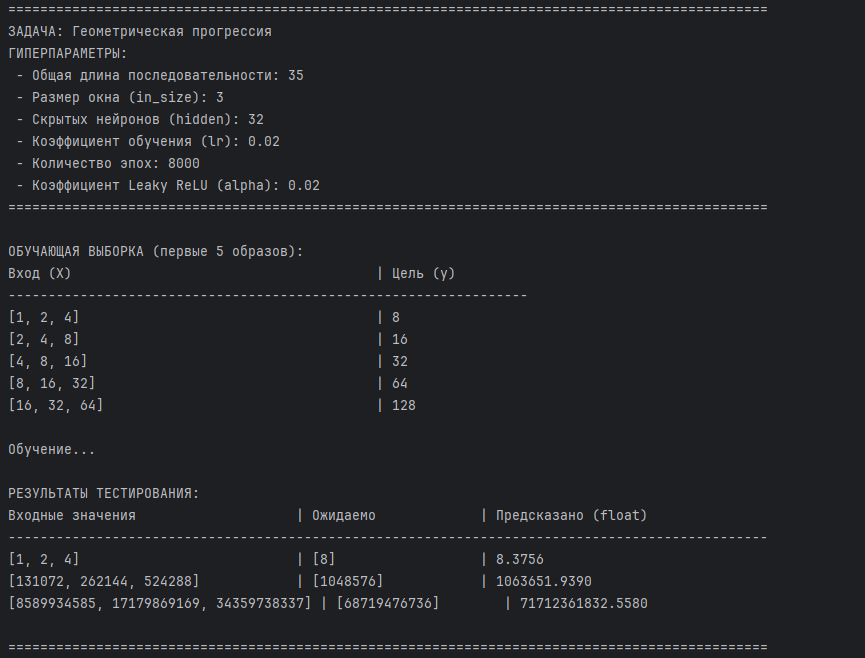 ===============================================================================================
ЗАДАЧА: Геометрическая прогрессия
ГИПЕРПАРАМЕТРЫ:
 - Общая длина последовательности: 35
 - Размер окна (in_size): 3
 - Скрытых нейронов (hidden): 32
 - Коэффициент обучения (lr): 0.02
 - Количество эпох: 8000
 - Коэффициент Leaky ReLU (alpha): 0.02
===============================================================================================
ОБУЧАЮЩАЯ ВЫБОРКА (первые 5 образов):
Вход (X) | Цель (y)
-----------------------------------------------------------------
[1, 2, 4] | 8
[2, 4, 8] | 16
[4, 8, 16] | 32
[8, 16, 32] | 64
[16, 32, 64] | 128
Обучение...
РЕЗУЛЬТАТЫ ТЕСТИРОВАНИЯ:
Входные значения | Ожидаемо | Предсказано (float)
-----------------------------------------------------------------------------------------------
[1, 2, 4] | [8] | 8.3756
[131072, 262144, 524288] | [1048576] | 1063651.9390
[8589934585, 17179869169, 34359738337] | [68719476736] | 71712361832.5580
===============================================================================================